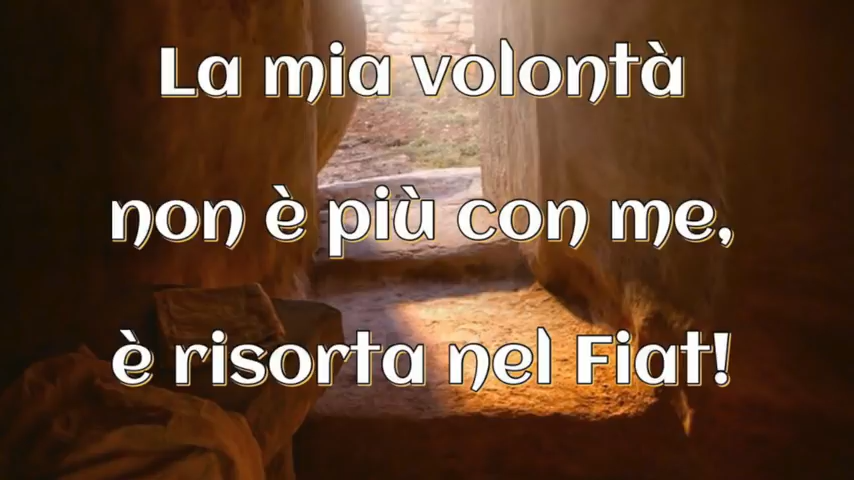 La mia volontà
non è più con me,
è risorta nel Fiat!